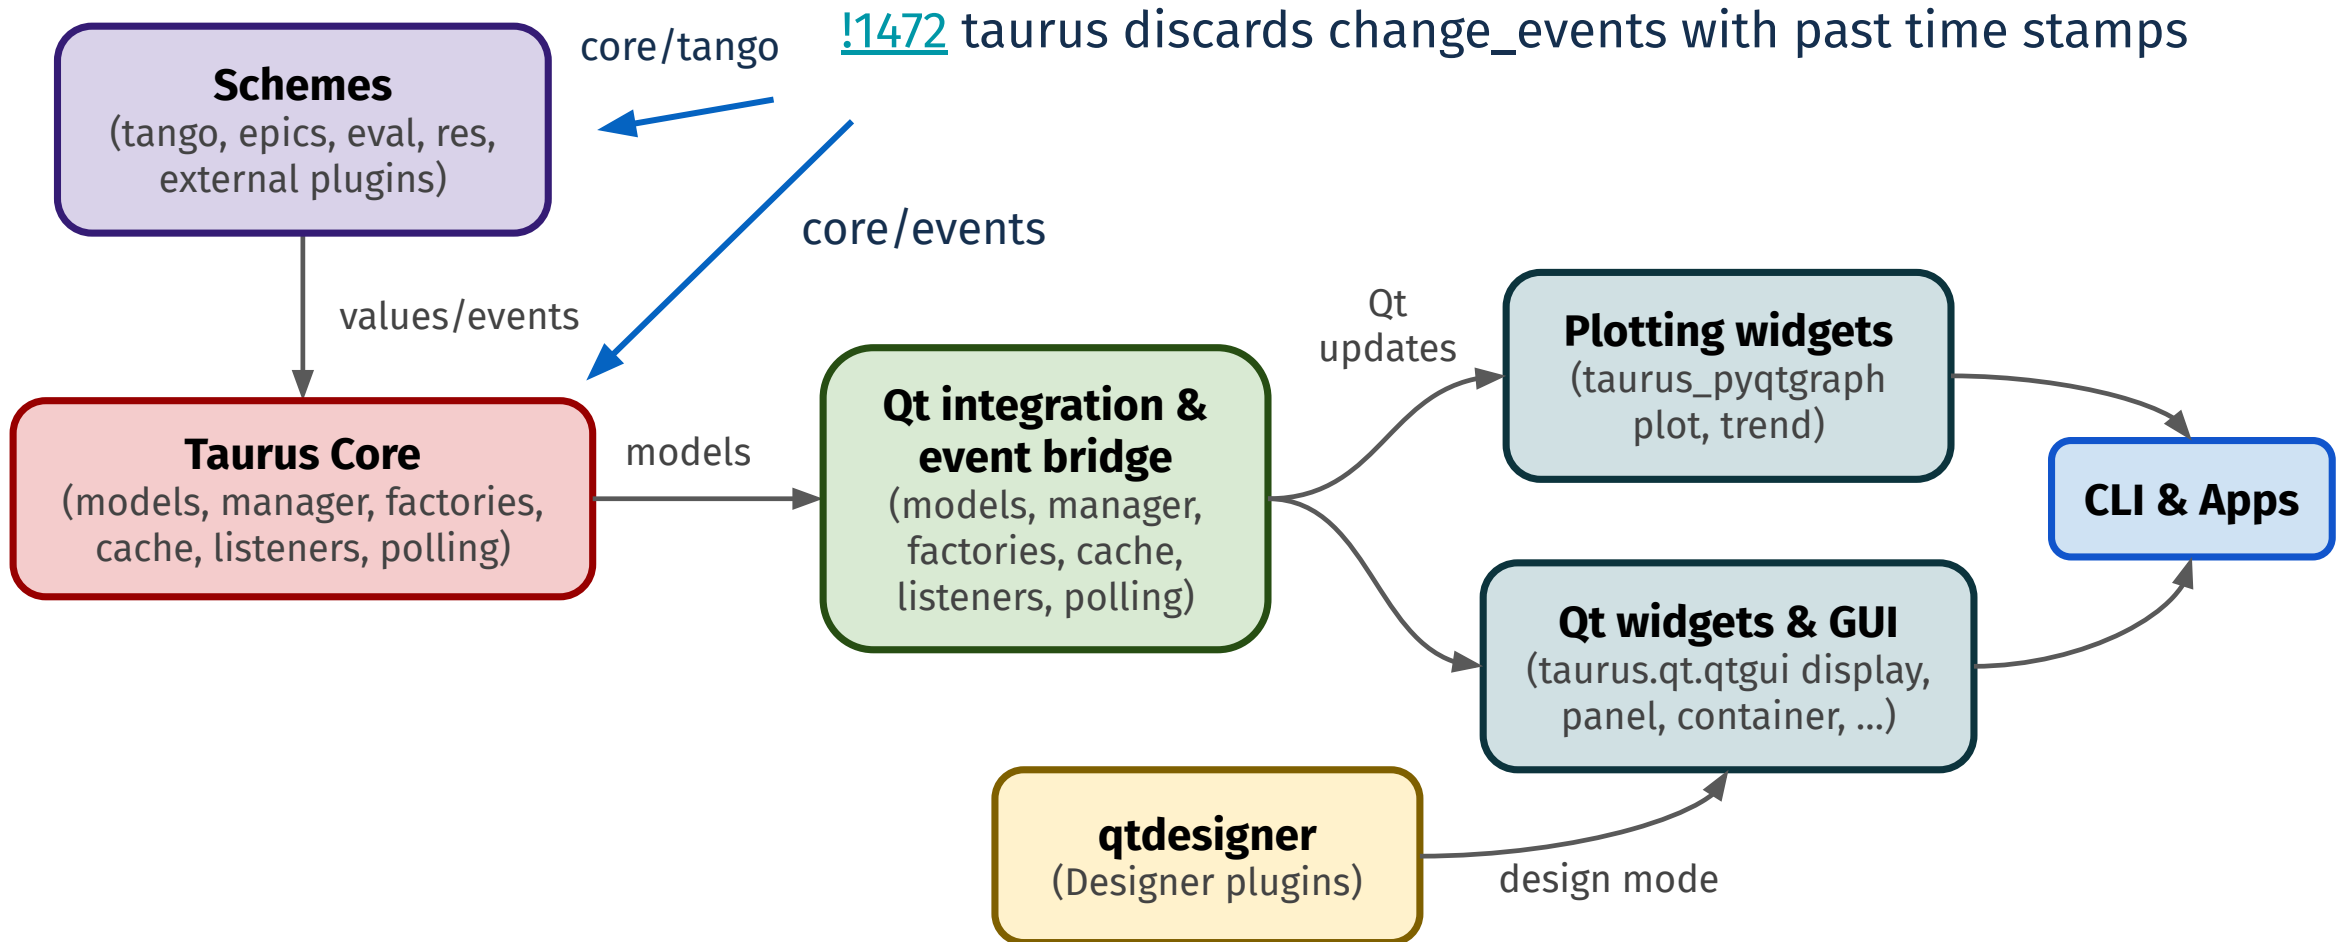 !1472 taurus discards change_events with past time stamps
core/tango
Schemes
(tango, epics, eval, res,
external plugins)
core/events
values/events
Taurus Core
(models, manager, factories,
cache, listeners, polling)
models
Qt integration &
event bridge
(models, manager,
factories, cache,
listeners, polling)
Qt
updates
Plotting widgets
(taurus_pyqtgraph
plot, trend)
CLI & Apps
Qt widgets & GUI
(taurus.qt.qtgui display,
panel, container, ...)
qtdesigner
(Designer plugins)
design mode